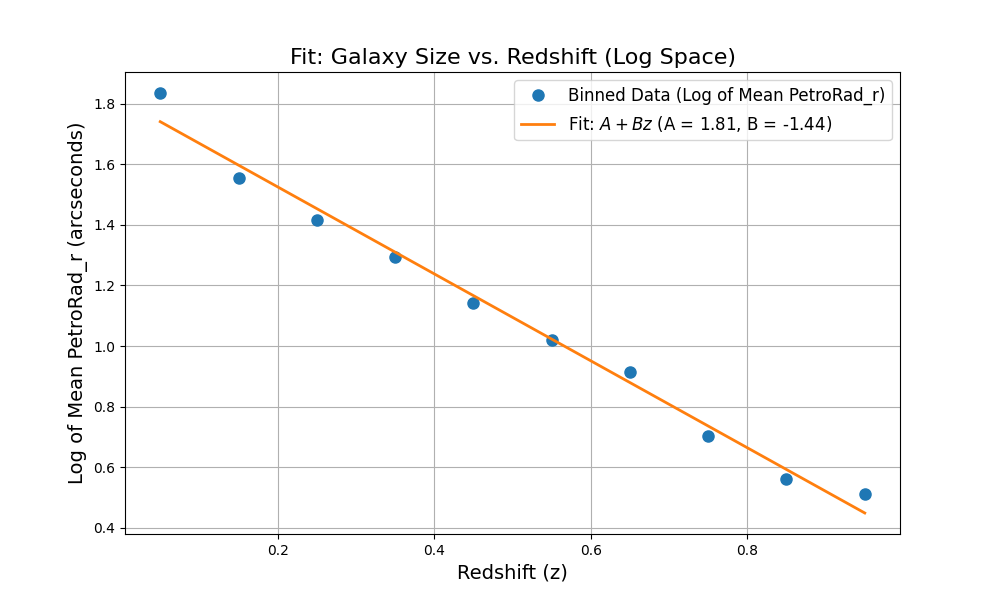 Fit: Galaxy Size vs. Redshift (Log Space)
Binned Data (Log of Mean PetroRad_r)
Fit: A + Bz (A = 1.81, B = -1.44)
Log of Mean PetroRad_r (arcseconds)
1.8
1.6
1.4
1.2
1.0
0.8
0.6
0.4
0.2
0.4
0.6
0.8
Redshift (z)